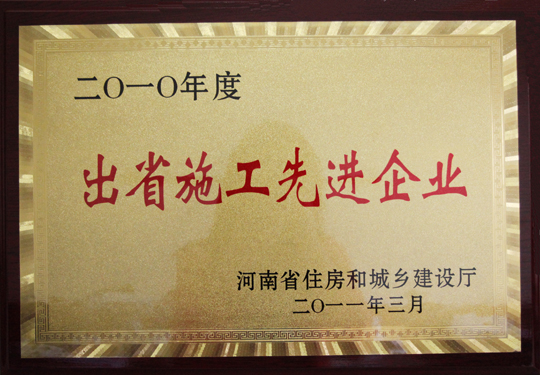 二〇一〇年度
出省施工先进企业
河南省住房和城乡建设厅
二〇一一年三月